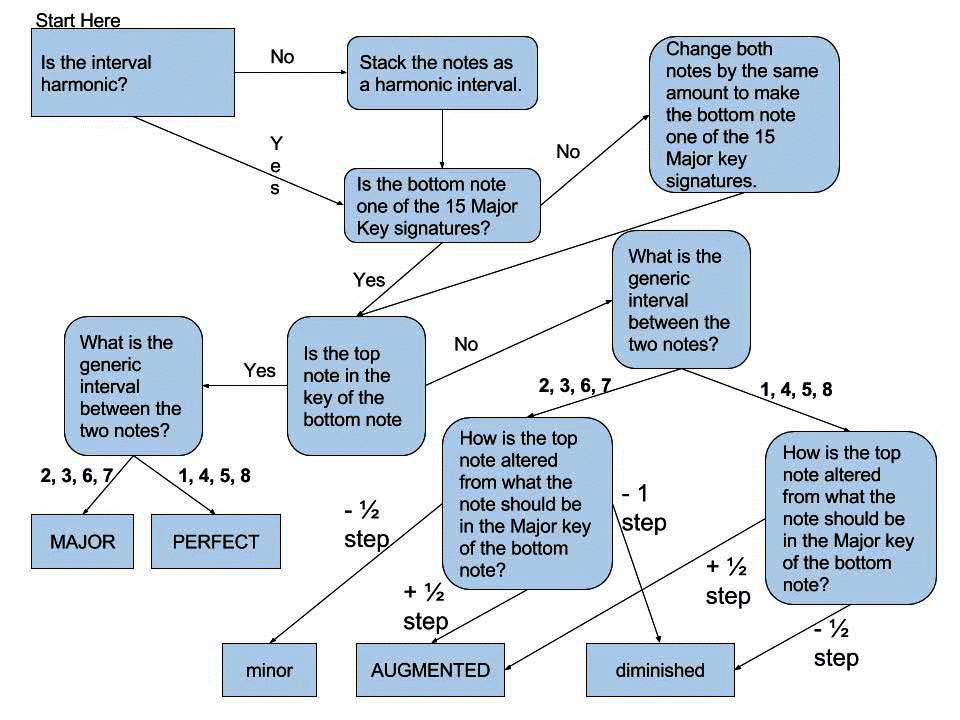 Start Here
Is the interval
harmonic?
No
Stack the notes as
a harmonic interval.
Change both
notes by the same
amount to make
the bottom note
one of the 15
Major key
signatures.
Y
e
s
No
Is the bottom note
one of the 15 Major
Key signatures?
Yes
What is the
generic
interval
between the
two notes?
What is the
generic
interval
between the
two notes?
Yes
Is the top
note in the
key of the
bottom note
No
2, 3, 6, 7
1, 4, 5, 8
2, 3, 6, 7
1, 4, 5, 8
MAJOR
PERFECT
- ½
step
How is the top
note altered
from what the
note should be
in the Major key
of the bottom
note?
- 1
step
How is the top
note altered
from what the
note should be
in the Major key
of the bottom
note?
+ ½
step
+ ½
step
- ½
step
minor
AUGMENTED
diminished